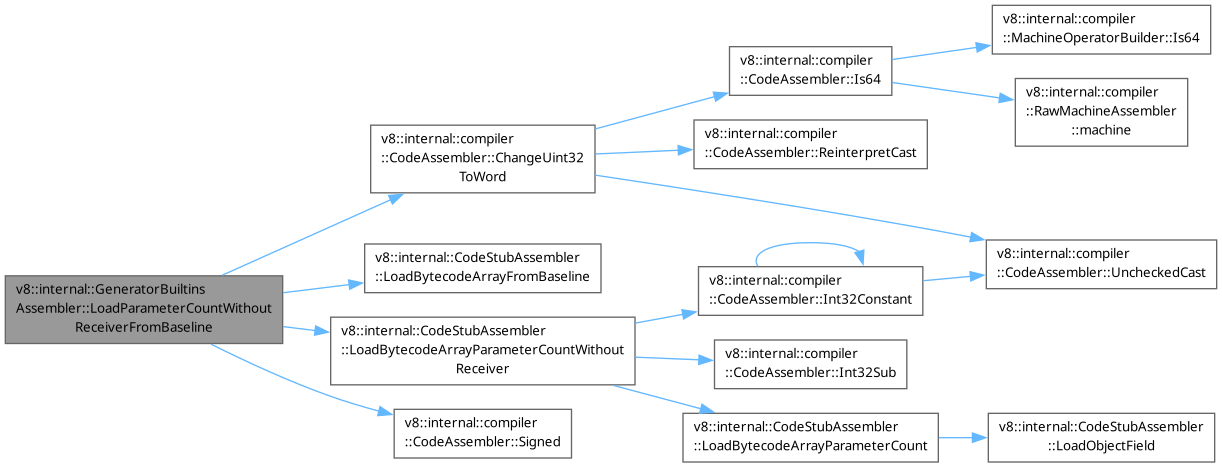 v8::internal::GeneratorBuiltins
Assembler::LoadParameterCountWithout
ReceiverFromBaseline
v8::internal::compiler
::CodeAssembler::ChangeUint32
ToWord
v8::internal::compiler
::CodeAssembler::Is64
v8::internal::compiler
::MachineOperatorBuilder::Is64
v8::internal::compiler
::RawMachineAssembler
::machine
v8::internal::compiler
::CodeAssembler::ReinterpretCast
v8::internal::compiler
::CodeAssembler::UncheckedCast
v8::internal::CodeStubAssembler
::LoadBytecodeArrayFromBaseline
v8::internal::CodeStubAssembler
::LoadBytecodeArrayParameterCountWithout
Receiver
v8::internal::compiler
::CodeAssembler::Int32Constant
v8::internal::compiler
::CodeAssembler::Int32Sub
v8::internal::CodeStubAssembler
::LoadBytecodeArrayParameterCount
v8::internal::CodeStubAssembler
::LoadObjectField
v8::internal::compiler
::CodeAssembler::Signed